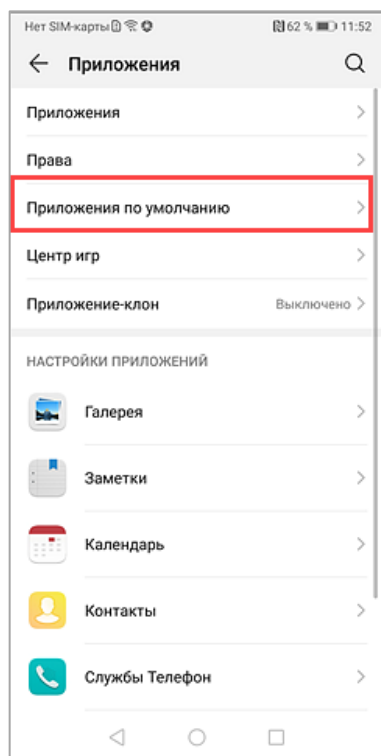 Нет SIM-карты 62 % 11:52
Приложения
Приложения
Права
Приложения по умолчанию
Центр игр
Приложение-клон Выключено
НАСТРОЙКИ ПРИЛОЖЕНИЙ
Галерея
Заметки
Календарь
Контакты
Службы Телефон